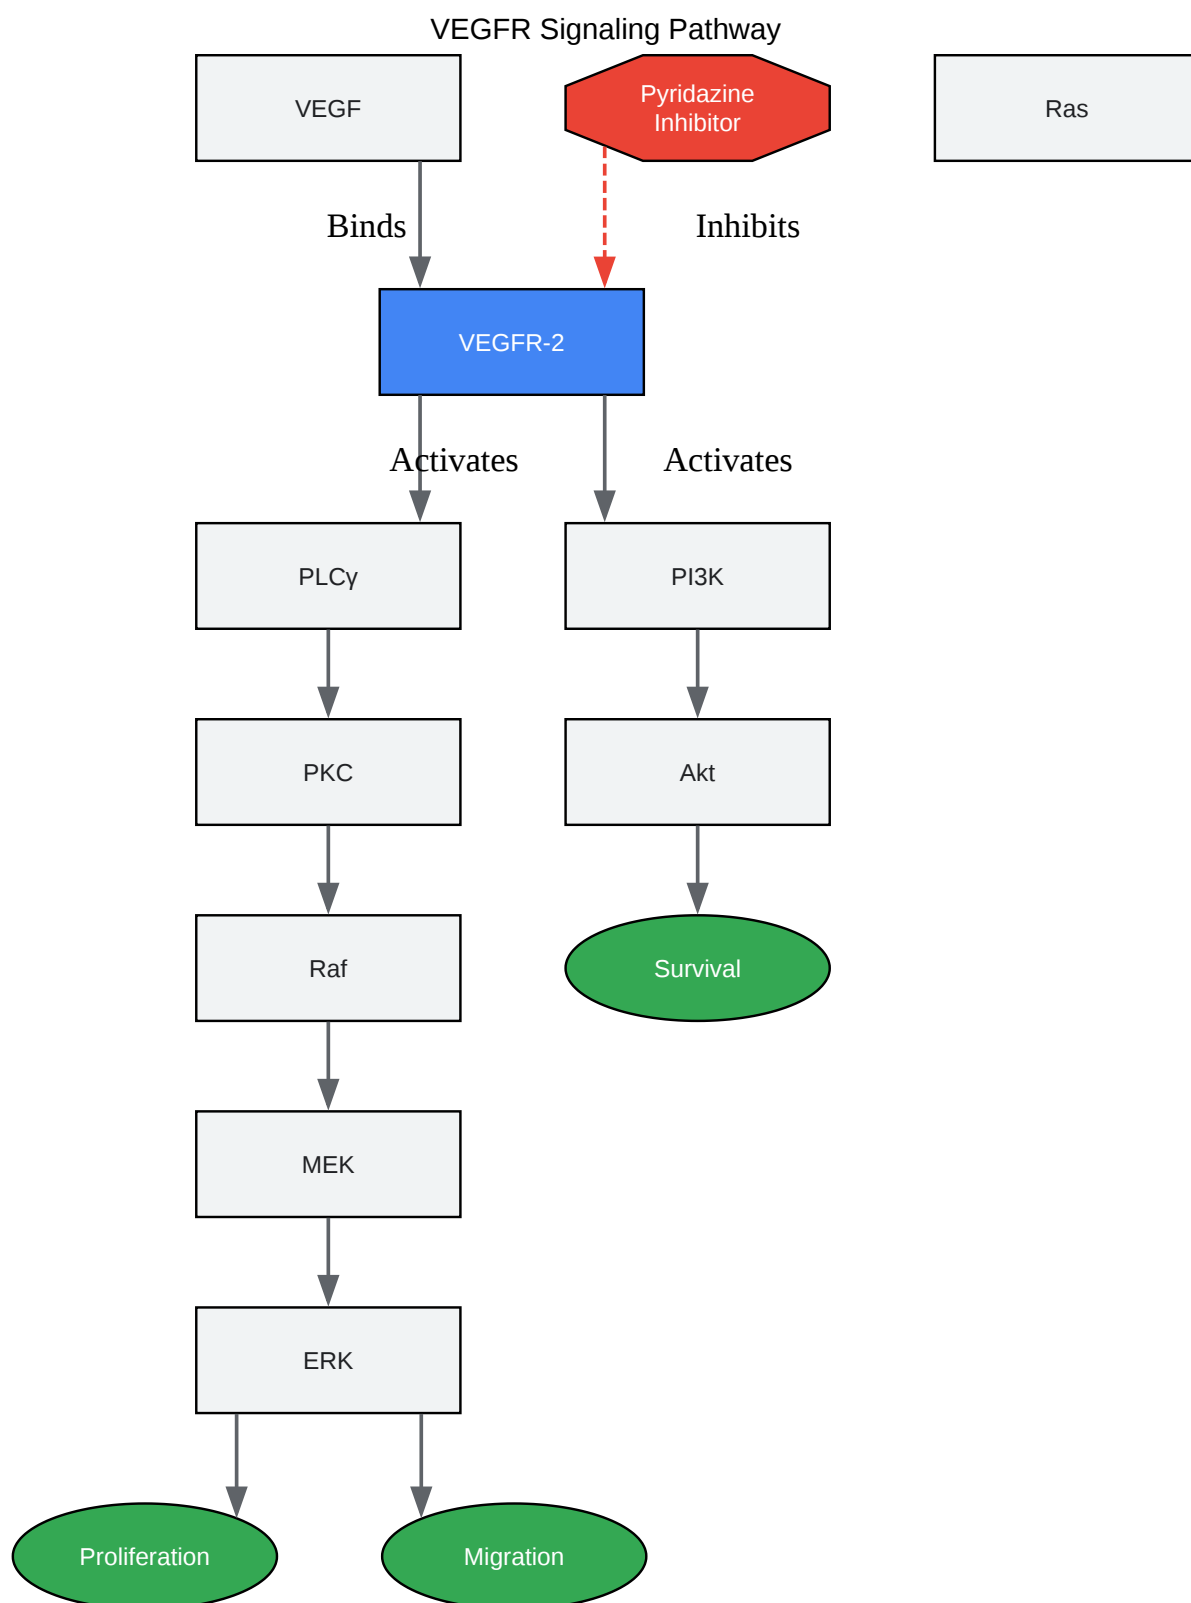 VEGFR Signaling Pathway
VEGF
Pyridazine
Inhibitor
Ras
Binds
Inhibits
VEGFR-2
Activates
Activates
PLCγ
PI3K
PKC
Akt
Raf
Survival
MEK
ERK
Proliferation
Migration